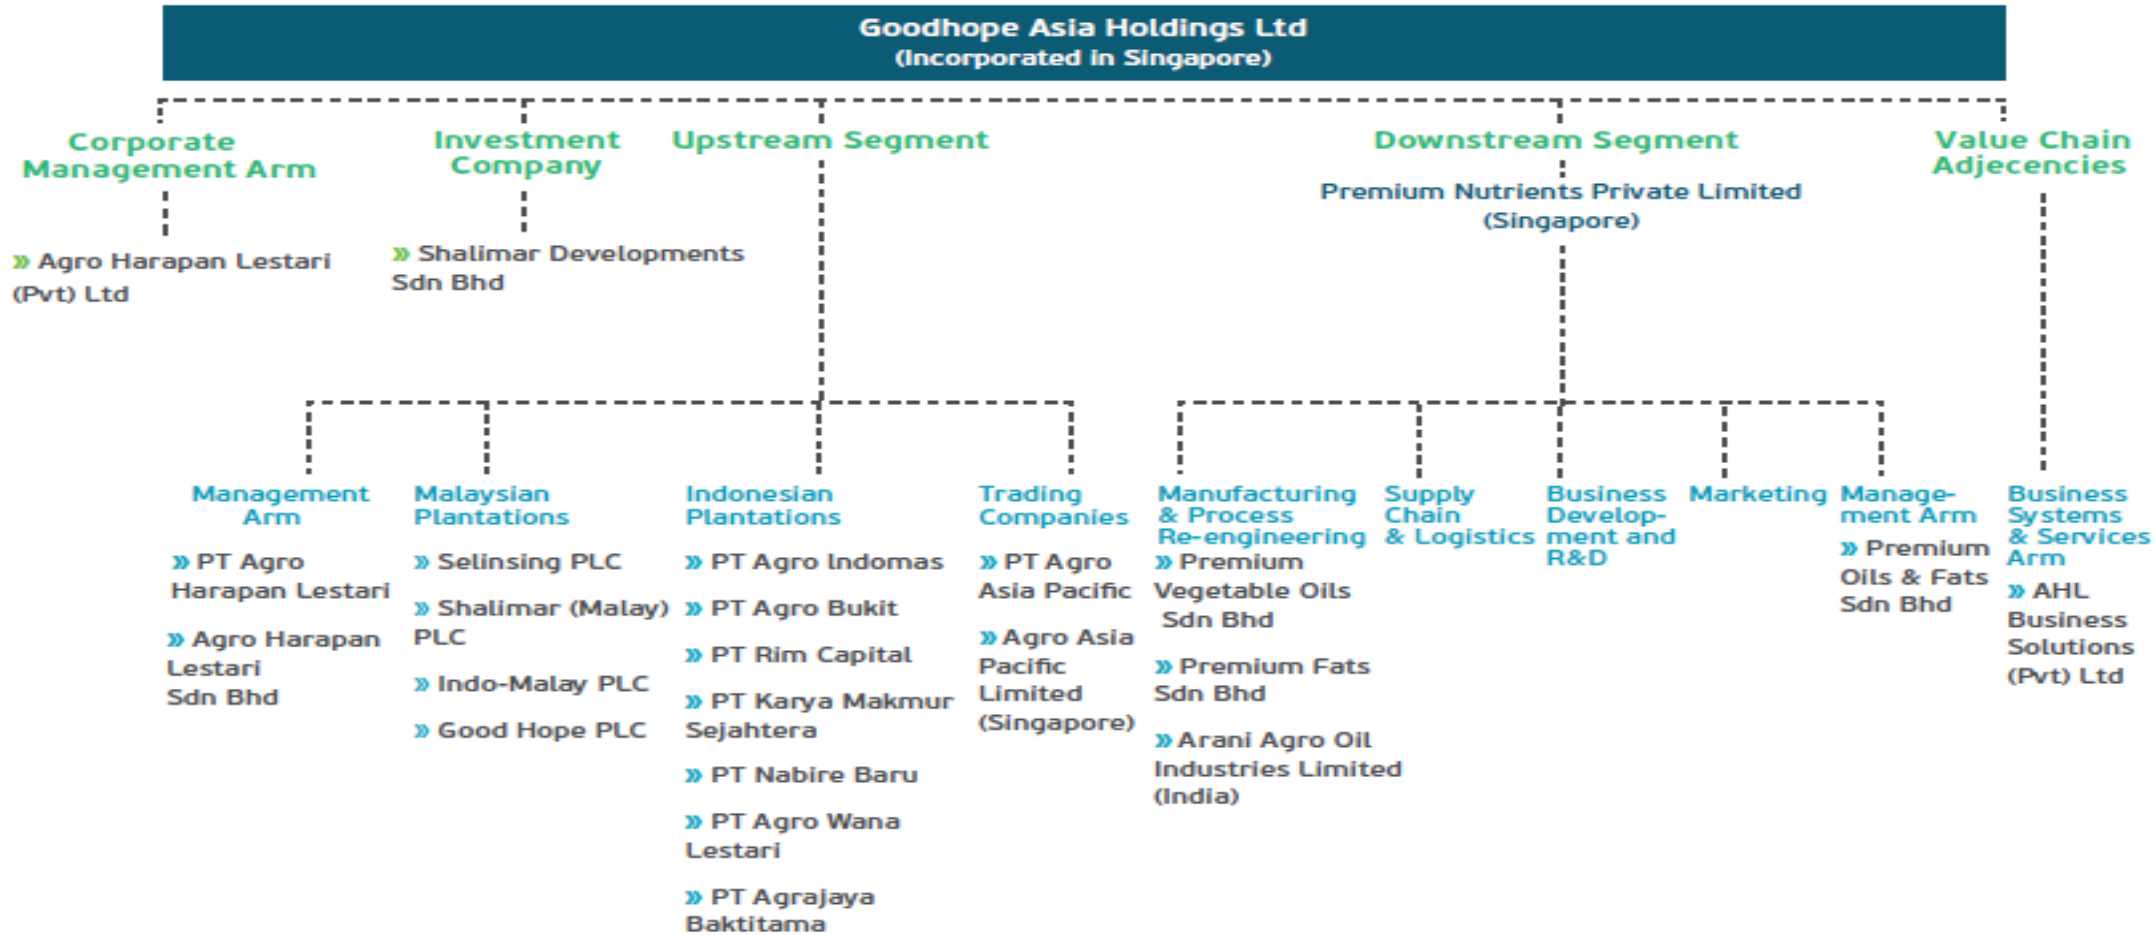 Goodhope Asia Holdings Ltd
(Incorporated in Singapore)
Corporate
Management Arm
» Agro Harapan Lestari
(Pvt) Ltd
Investment
Company
» Shalimar Developments
Sdn Bhd
Upstream Segment
Management
Arm
» PT Agro
Harapan Lestari
» Agro Harapan
Lestari
Sdn Bhd
Malaysian
Plantations
» Selinsing PLC
» Shalimar (Malay)
PLC
» Indo-Malay PLC
» Good Hope PLC
Indonesian
Plantations
» PT Agro Indomas
» PT Agro Bukit
» PT Rim Capital
» PT Karya Makmur
Sejahtera
» PT Nabire Baru
» PT Agro Wana
Lestari
» PT Agrajaya
Baktitama
Trading
Companies
» PT Agro
Asia Pacific
» Agro Asia
Pacific
Limited
(Singapore)
Downstream Segment
Premium Nutrients Private Limited
(Singapore)
Manufacturing
& Process
Re-engineering
» Premium
Vegetable Oils
Sdn Bhd
» Premium Fats
Sdn Bhd
» Arani Agro Oil
Industries Limited
(India)
Supply
Chain
& Logistics
Business
Develop-
ment and
R&D
Marketing
Manage-
ment Arm
» Premium
Oils & Fats
Sdn Bhd
Value Chain
Adjecencies
Business
Systems
& Services
Arm
» AHL
Business
Solutions
(Pvt) Ltd